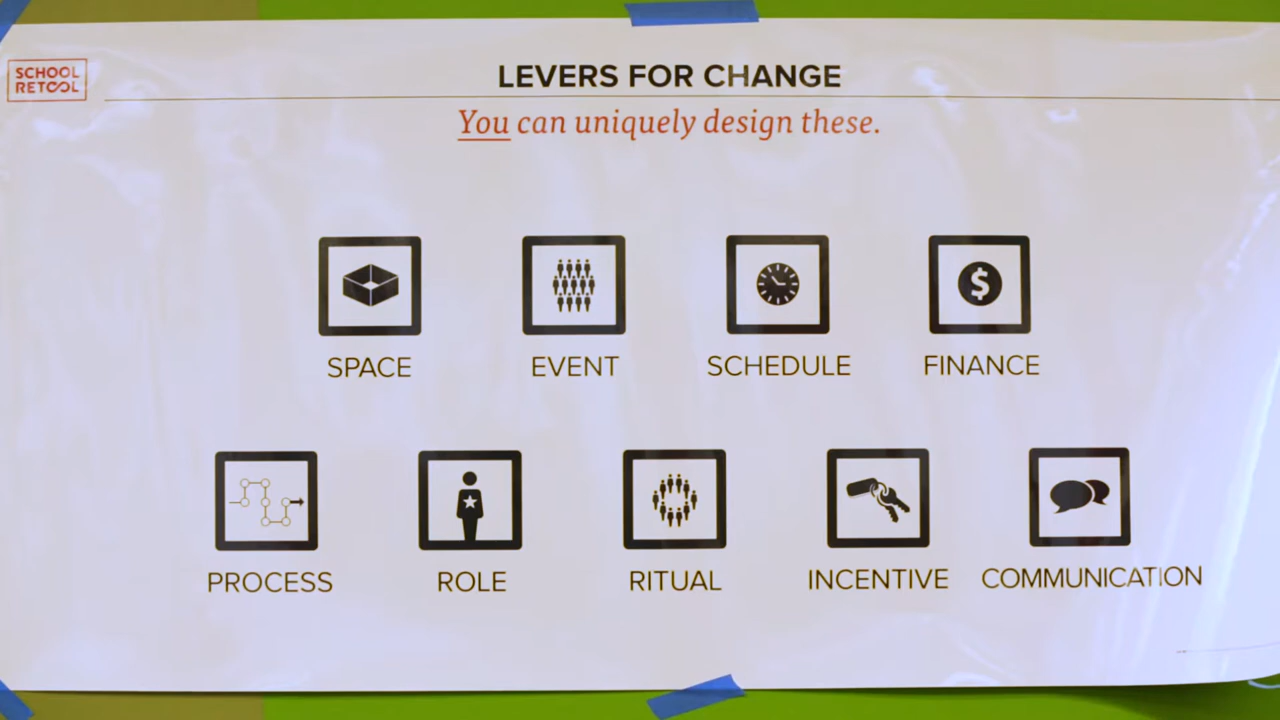 SCHOOL
RETOOL
LEVERS FOR CHANGE
You can uniquely design these.
SPACE EVENT SCHEDULE FINANCE
PROCESS ROLE RITUAL INCENTIVE COMMUNICATION